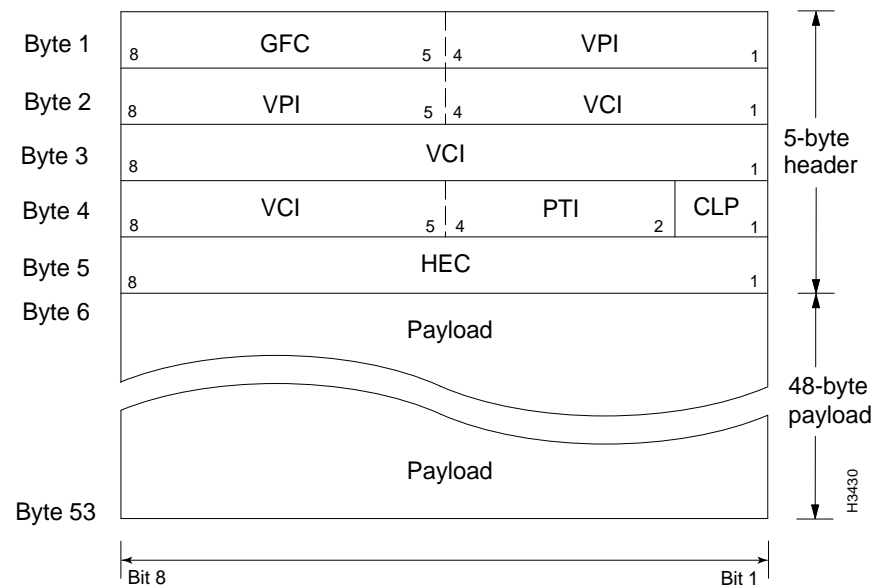 Byte 1 GFC VPI
8 5 4 1
Byte 2 VPI VCI
8 5 4 1
Byte 3 VCI
8 1
5-byte
header
Byte 4 VCI PTI CLP
8 5 4 2 1
Byte 5 HEC
8 1
Byte 6
Payload
48-byte
payload
Payload
H3430
Byte 53
Bit 8 Bit 1